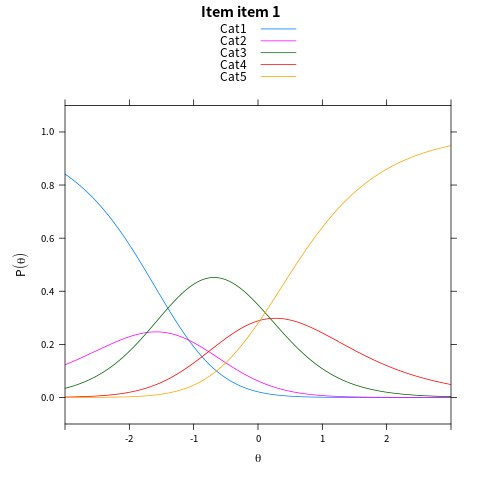 Item item 1
Cat1
Cat2
Cat3
Cat4
Cat5
1.0
0.8
0.6
0.4
0.2
0.0
P(θ)
-2 -1 0 1 2
θ